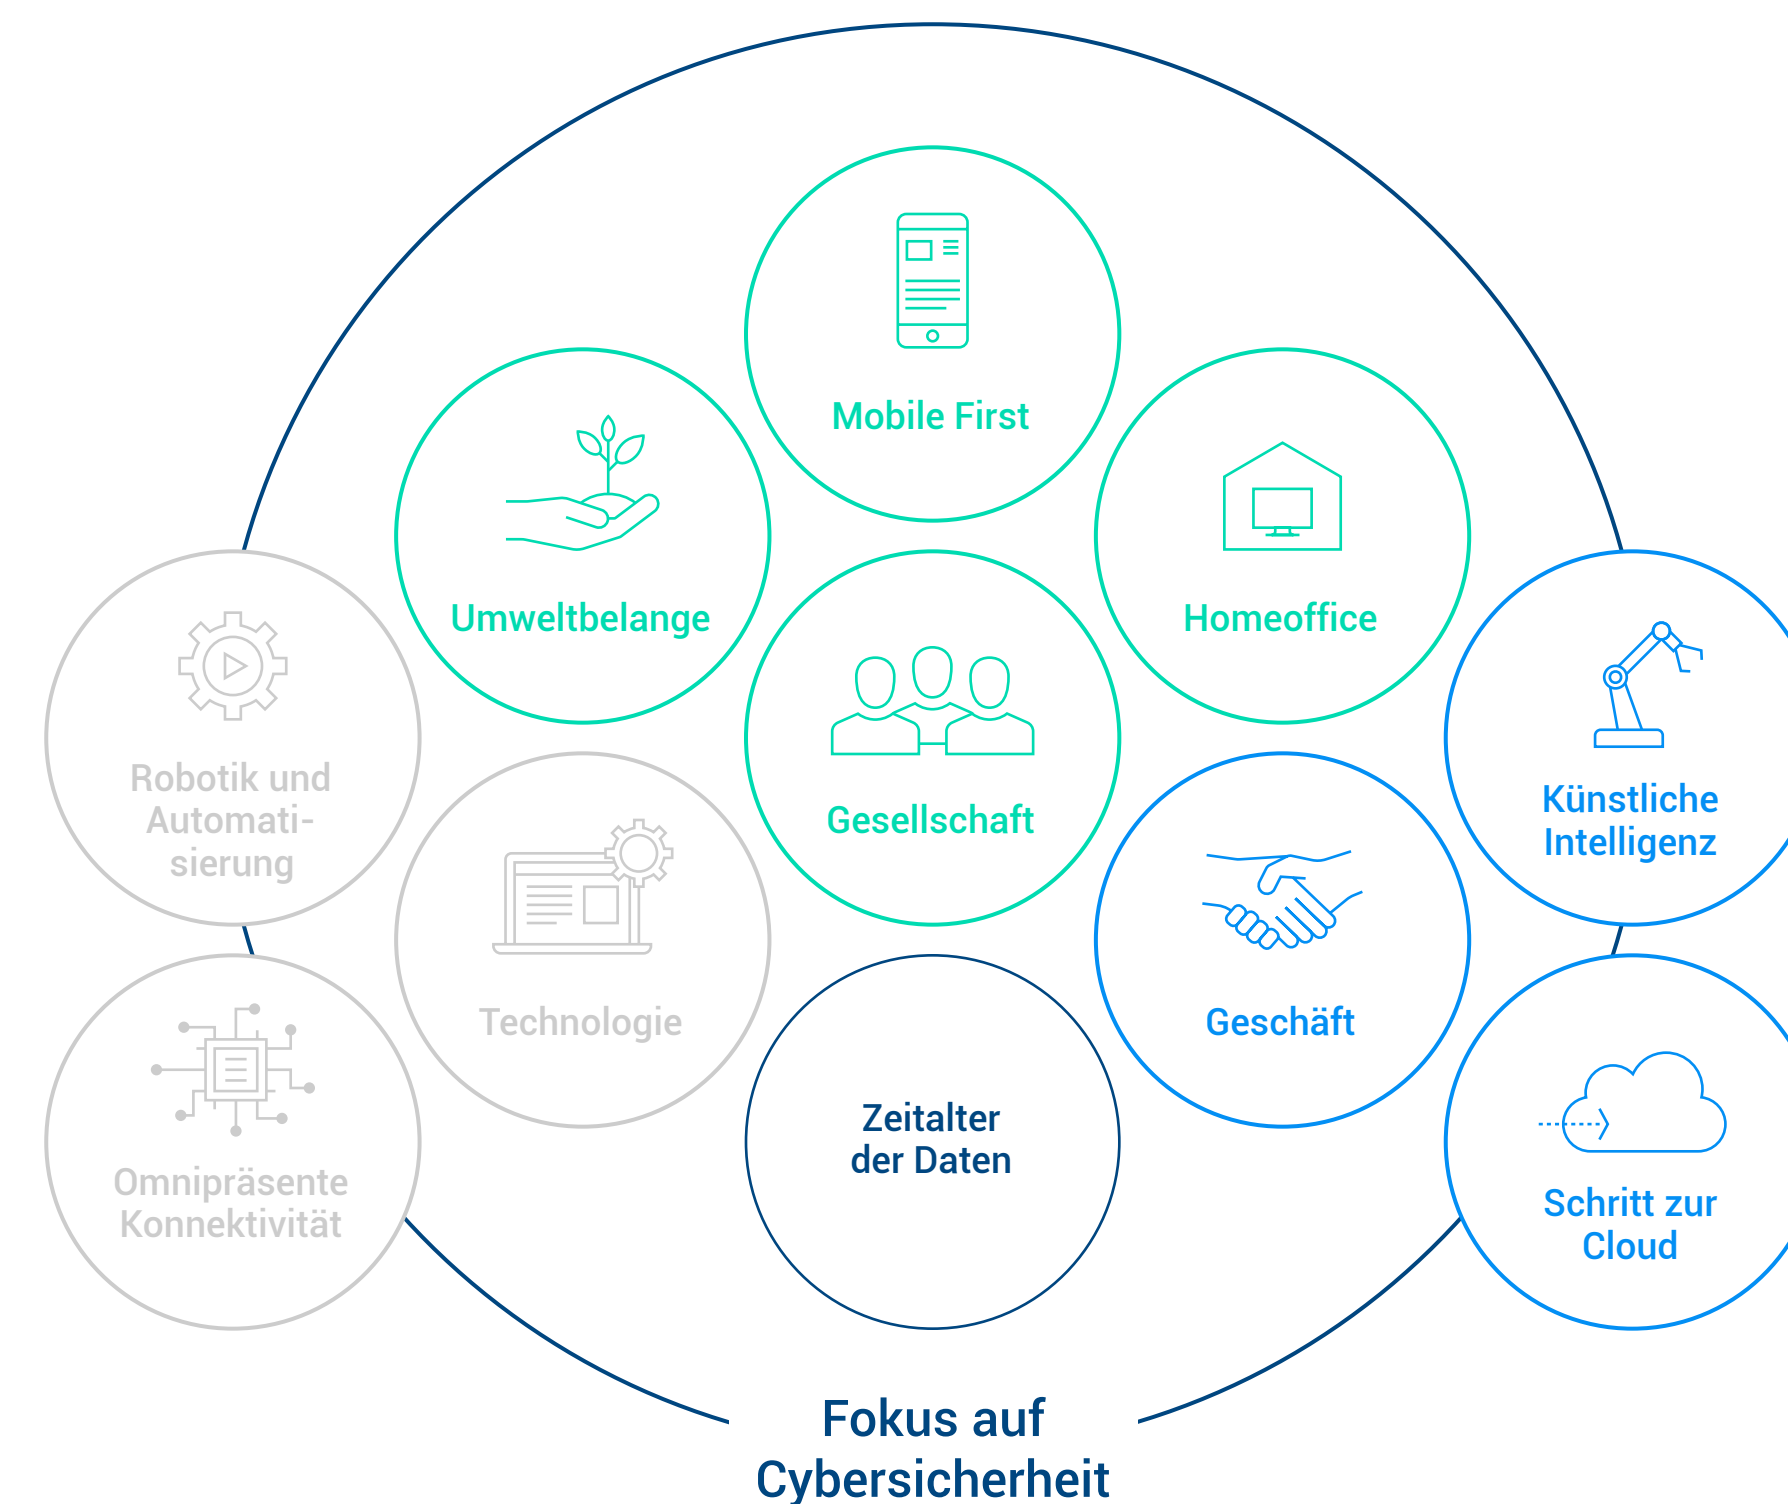 Mobile First
Umweltbelange
Homeoffice
Robotik und
Automati-
sierung
Gesellschaft
Künstliche
Intelligenz
Technologie
Geschäft
Zeitalter
der Daten
Omnipräsente
Konnektivität
Schritt zur
Cloud
Fokus auf
Cybersicherheit